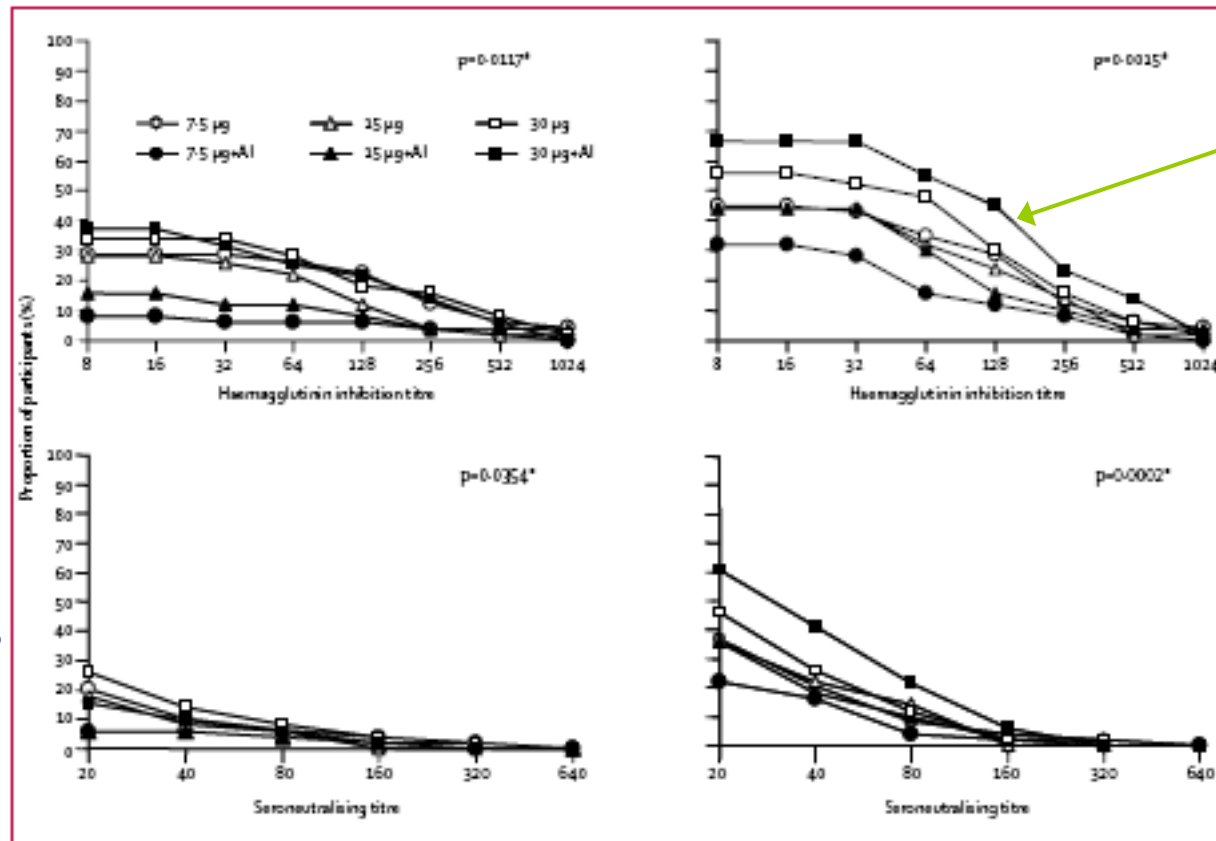 p=0·0117*
7·5 µg 15 µg 30 µg
7·5 µg+Al 15 µg+Al 30 µg+Al
100
90
80
70
60
50
40
30
20
10
0
8 16 32 64 128 256 512 1024
Haemagglutinin inhibition titre
p=0·0015*
8 16 32 64 128 256 512 1024
Haemagglutinin inhibition titre
Proportion of participants (%)
p=0·0354*
100
90
80
70
60
50
40
30
20
10
0
20 40 80 160 320 640
Seroneutralising titre
p=0·0002*
20 40 80 160 320 640
Seroneutralising titre